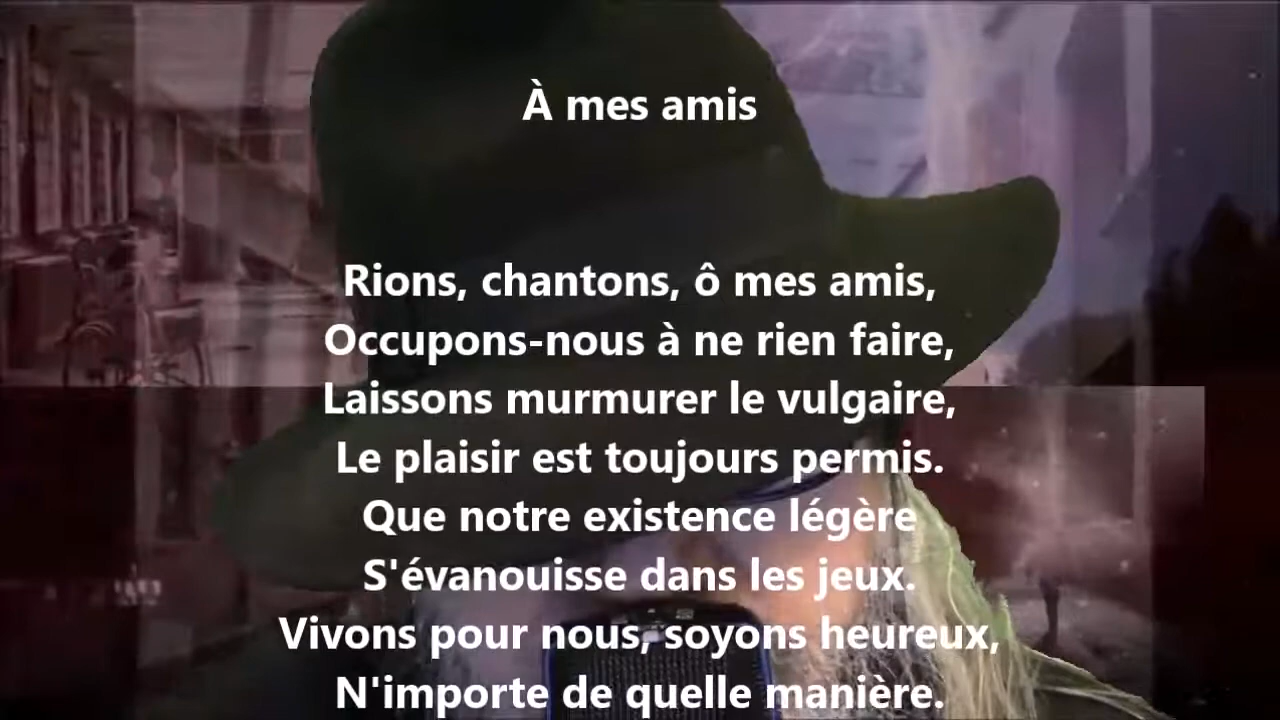 À mes amis
Rions, chantons, ô mes amis,
Occupons-nous à ne rien faire,
Laissons murmurer le vulgaire,
Le plaisir est toujours permis.
Que notre existence légère
S'évanouisse dans les jeux.
Vivons pour nous, soyons heureux,
N'importe de quelle manière.